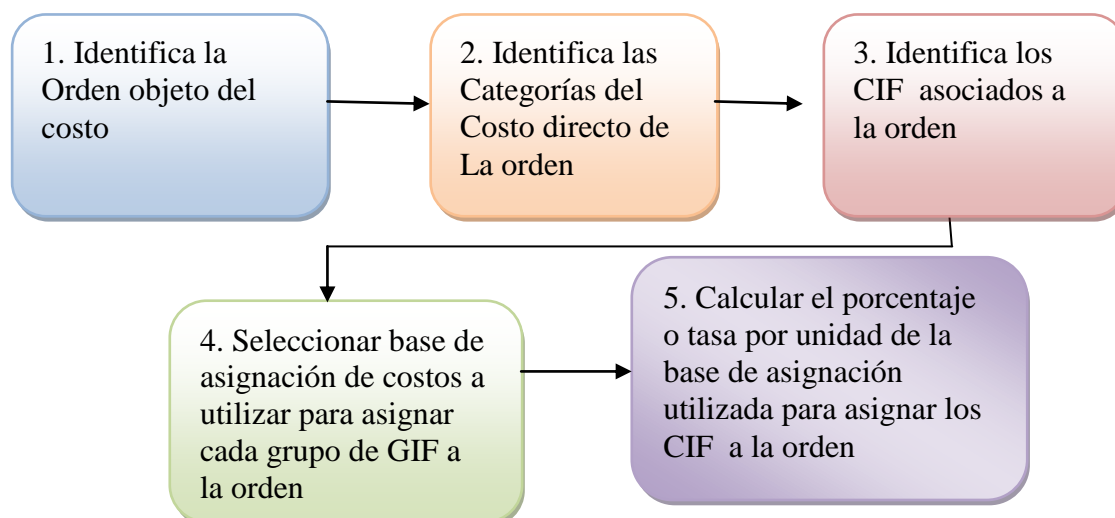 1. Identifica la
Orden objeto del
costo
2. Identifica las
Categorías del
Costo directo de
La orden
3. Identifica los
CIF asociados a
la orden
4. Seleccionar base de
asignación de costos a
utilizar para asignar
cada grupo de GIF a
la orden
5. Calcular el porcentaje
o tasa por unidad de la
base de asignación
utilizada para asignar los
CIF a la orden